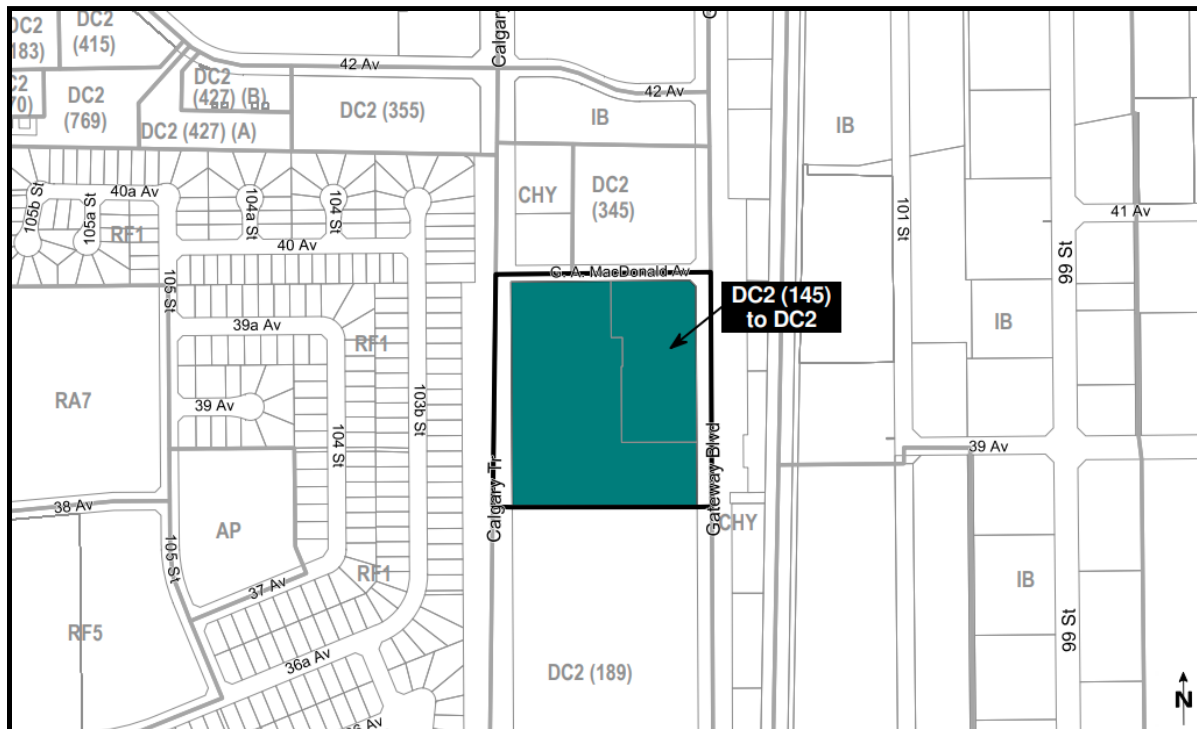 DC2
(183)
DC2
(415)
Calgary
42 Av
DC2
(427) (B)
DC2
(769)
DC2 (427) (A)
DC2 (355)
42 Av
IB
IB
40a Av
105b St
105a St
RF1
104a St
104 St
40 Av
CHY
DC2
(345)
101 St
41 Av
99 St
G. A. MacDonald Av
DC2 (145)
to DC2
105 St
39a Av
RF1
IB
RA7
39 Av
104 St
103b St
Calgary Tr
Gateway Blvd
39 Av
38 Av
AP
CHY
105 St
37 Av
RF1
IB
RF5
36a Av
DC2 (189)
99 St
N